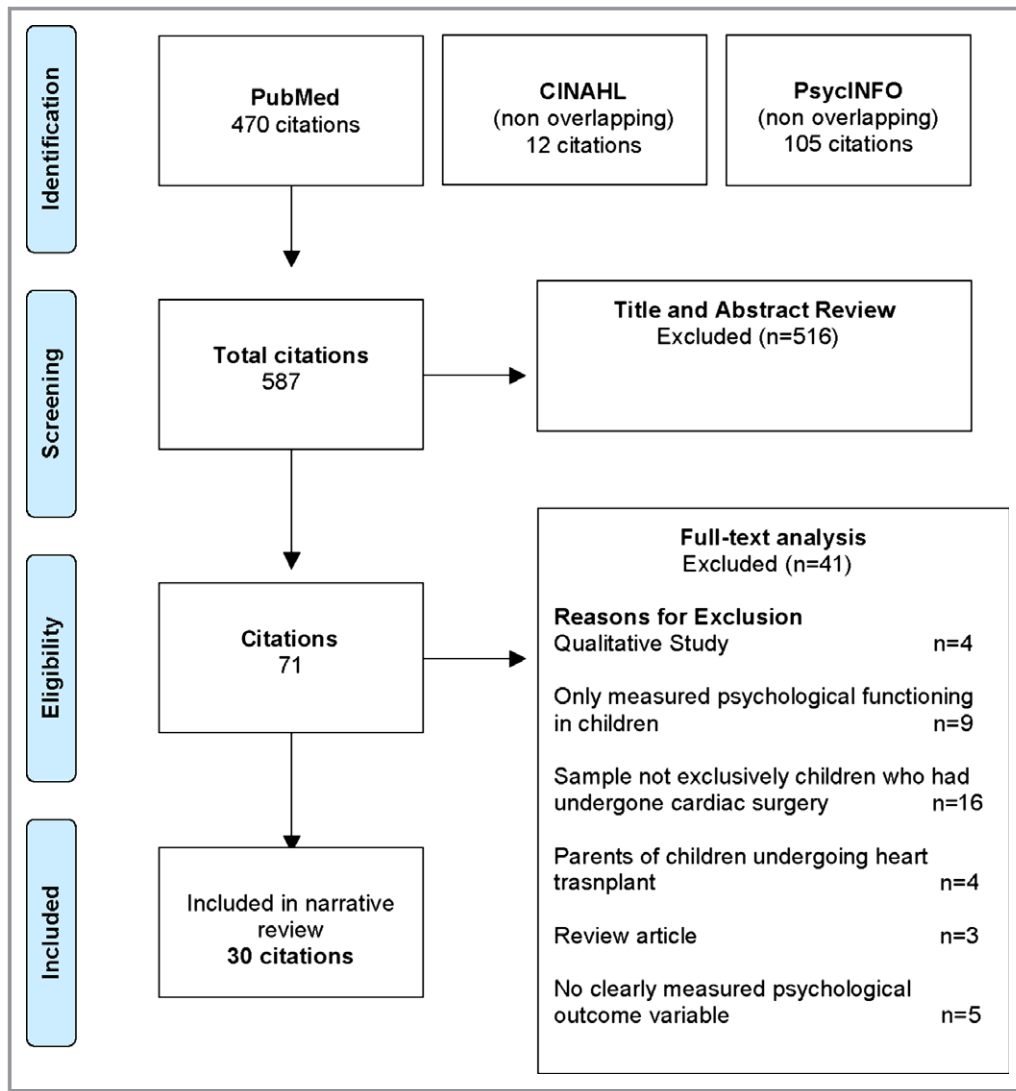 Identification
PubMed
470 citations
CINAHL
(non overlapping)
12 citations
PsycINFO
(non overlapping)
105 citations
Screening
Total citations
587
Title and Abstract Review
Excluded (n=516)
Eligibility
Citations
71
Full-text analysis
Excluded (n=41)
Reasons for Exclusion
Qualitative Study n=4
Only measured psychological functioning
in children n=9
Sample not exclusively children who had
undergone cardiac surgery n=16
Parents of children undergoing heart
trasnplant n=4
Review article n=3
No clearly measured psychological
outcome variable n=5
Included
Included in narrative
review
30 citations